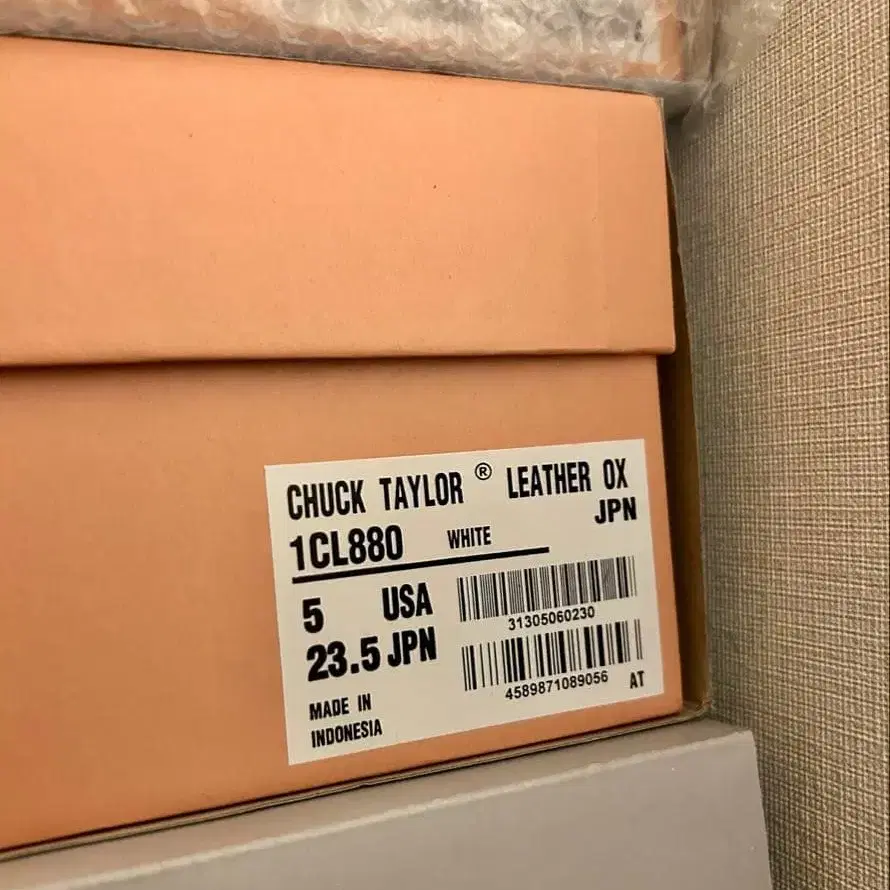 CHUCK TAYLOR ® LEATHER OX
JPN
1CL880 WHITE
5 USA
23.5 JPN
31305060230
4589871089056 AT
MADE IN
INDONESIA